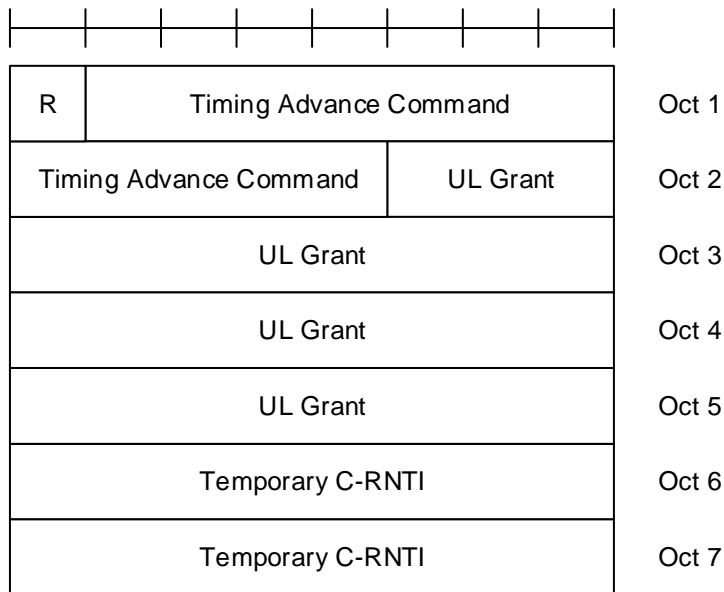 R Timing Advance Command Oct 1
Timing Advance Command UL Grant Oct 2
UL Grant Oct 3
UL Grant Oct 4
UL Grant Oct 5
Temporary C-RNTI Oct 6
Temporary C-RNTI Oct 7